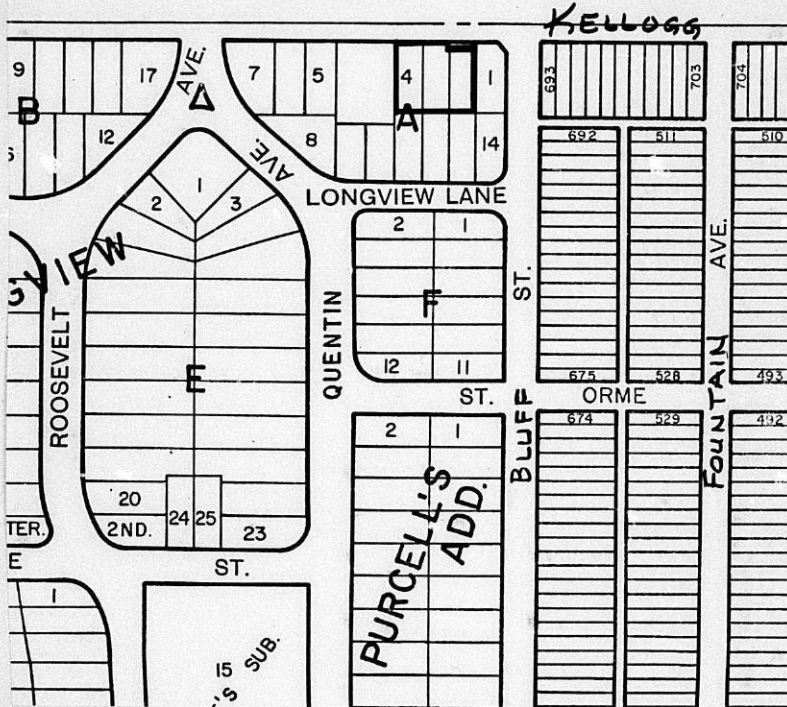 KELLOGG
9
17
AVE.
7
5
4
1
693
703
704
B
A
12
8
14
692
511
510
AVE.
1
2
3
LONGVIEW LANE
2
1
VIEW
ROOSEVELT
QUENTIN
F
ST.
AVE.
E
12
11
675
528
493
ST.
ORME
BLUFF
FOUNTAIN
674
529
492
2
1
PURCELL'S
ADD.
20
24
25
23
TER.
2ND.
E
ST.
1
15
SUB.
'S